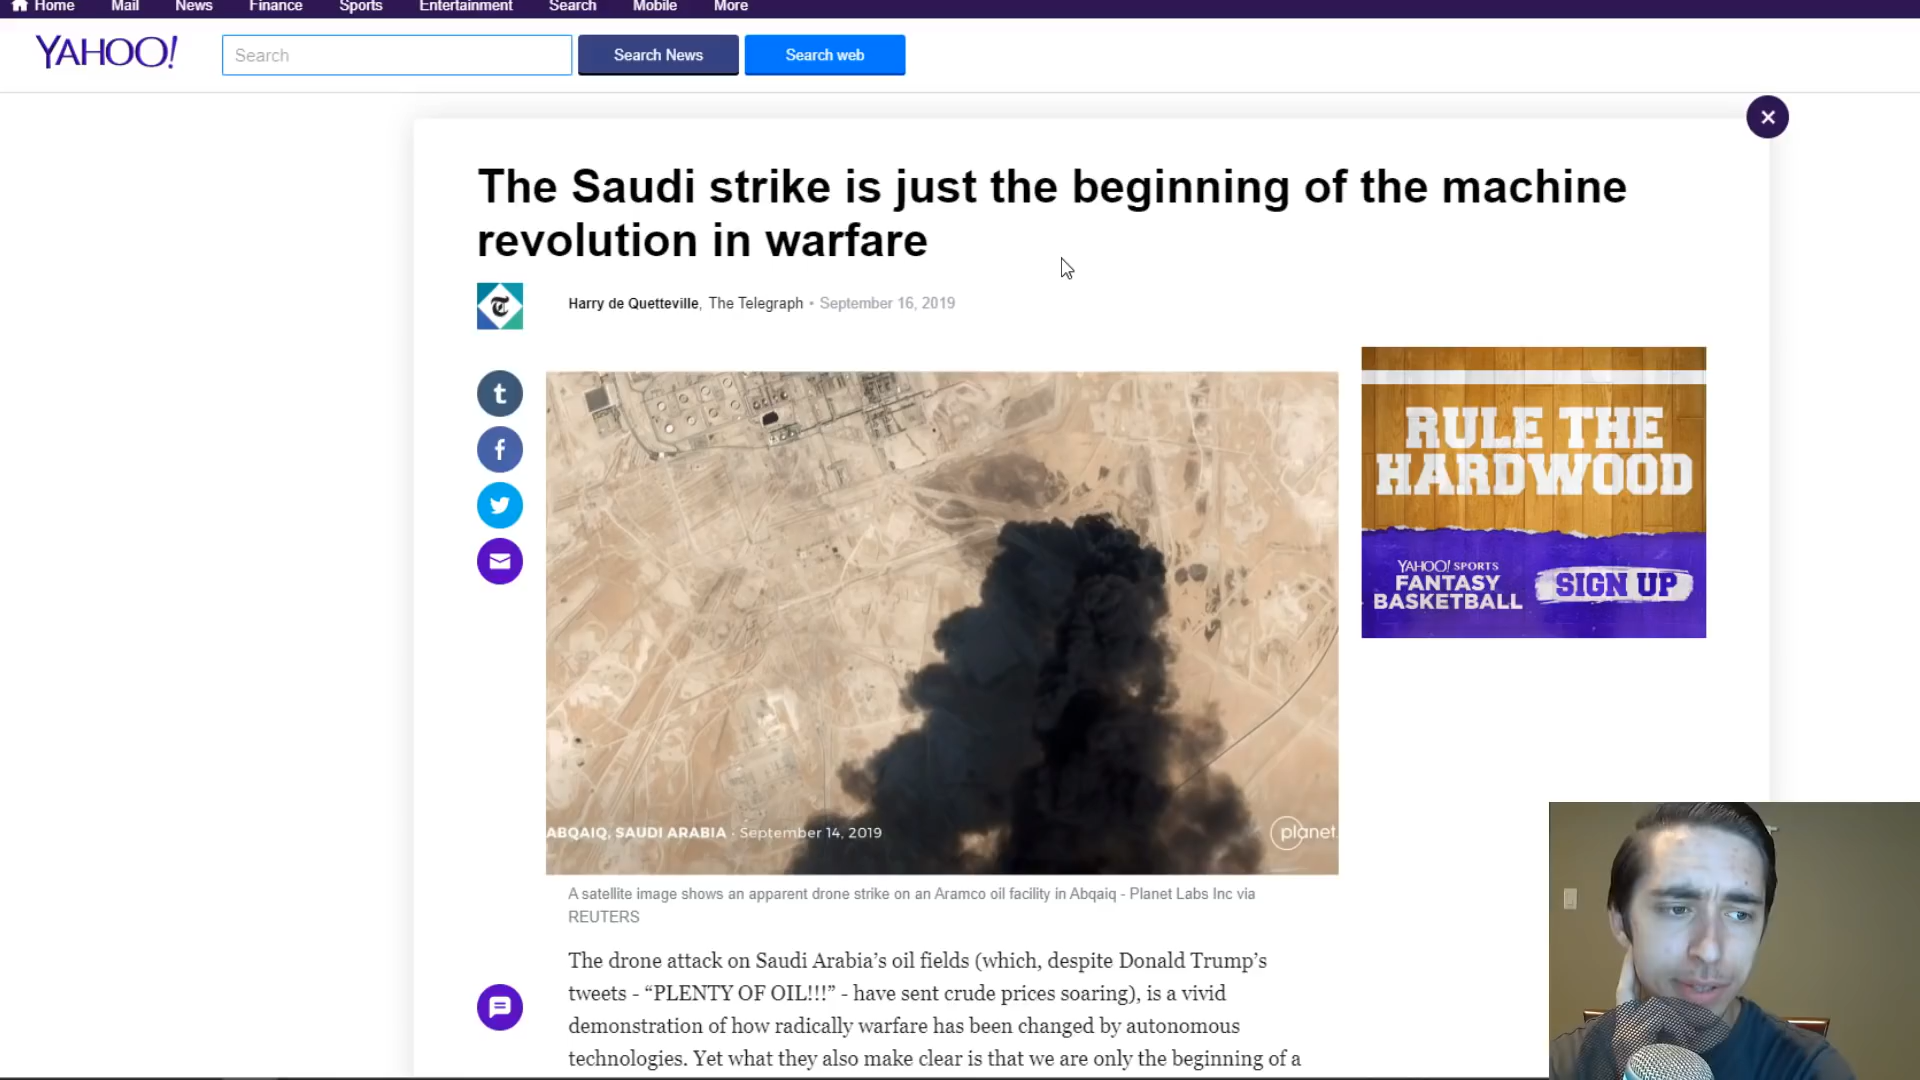 Home Mail News Finance Sports Entertainment Search Mobile More
YAHOO!
Search
Search News
Search web
The Saudi strike is just the beginning of the machine
revolution in warfare
Harry de Quetteville, The Telegraph • September 16, 2019
RULE THE
HARDWOOD
YAHOO! SPORTS
FANTASY
BASKETBALL
SIGN UP
ABQAIQ, SAUDI ARABIA · September 14, 2019
planet.
A satellite image shows an apparent drone strike on an Aramco oil facility in Abqaiq - Planet Labs Inc via
REUTERS
The drone attack on Saudi Arabia’s oil fields (which, despite Donald Trump’s
tweets - “PLENTY OF OIL!!!” - have sent crude prices soaring), is a vivid
demonstration of how radically warfare has been changed by autonomous
technologies. Yet what they also make clear is that we are only the beginning of a